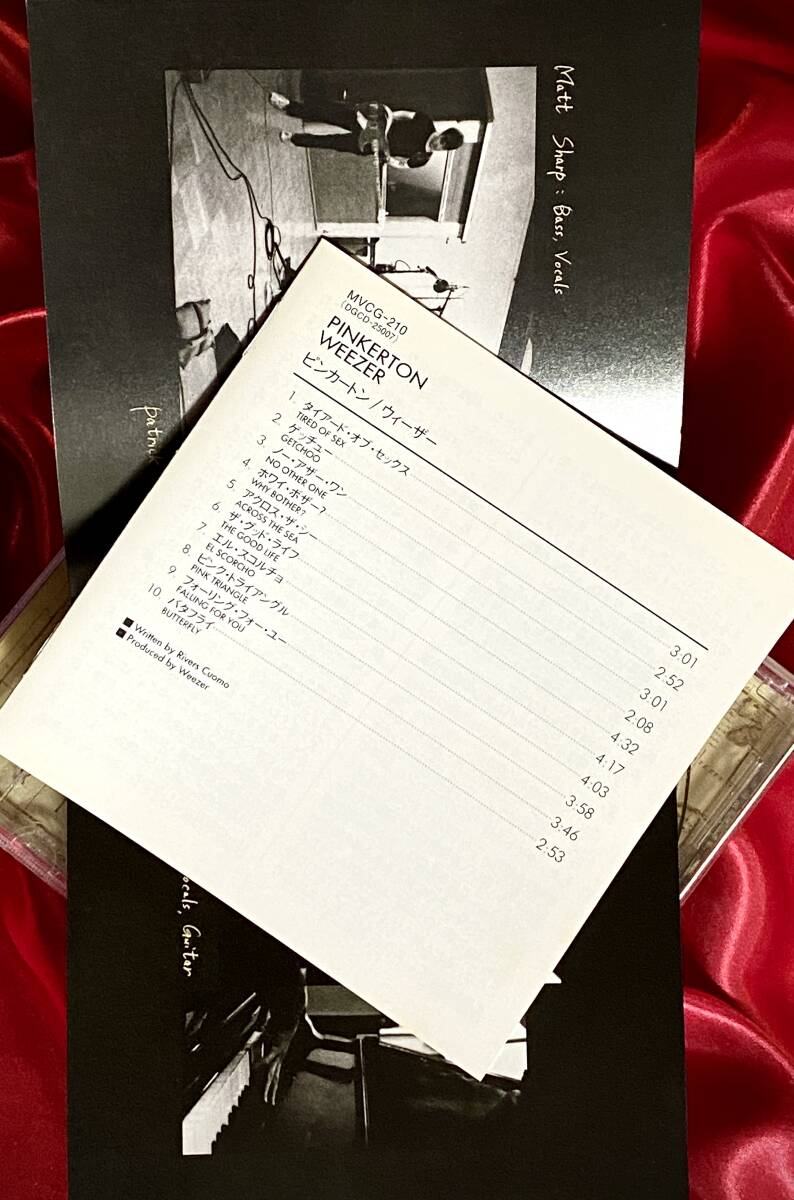 Matt Sharp : Bass, Vocals
MVCG-210
(DGCD-25007)
PINKERTON
WEEZER
ピンカートン/ウィーザー
1. タイアード・オブ・セックス 3:01
TIRED OF SEX
2. ゲッチュー 2:52
GETCHOO
3. ノー・アザー・ワン 3:01
NO OTHER ONE
4. ホワイ・ボザー? 2:08
WHY BOTHER?
5. アクロス・ザ・シー 4:32
ACROSS THE SEA
6. ザ・グッド・ライフ 4:17
THE GOOD LIFE
7. エル・スコルチョ 4:03
EL SCORCHO
8. ピンク・トライアングル 3:58
PINK TRIANGLE
9. フォーリング・フォー・ユー 3:46
FALLING FOR YOU
10. バタフライ 2:53
BUTTERFLY
■ Written by Rivers Cuomo
■ Produced by Weezer
patrick
ocals, Guitar